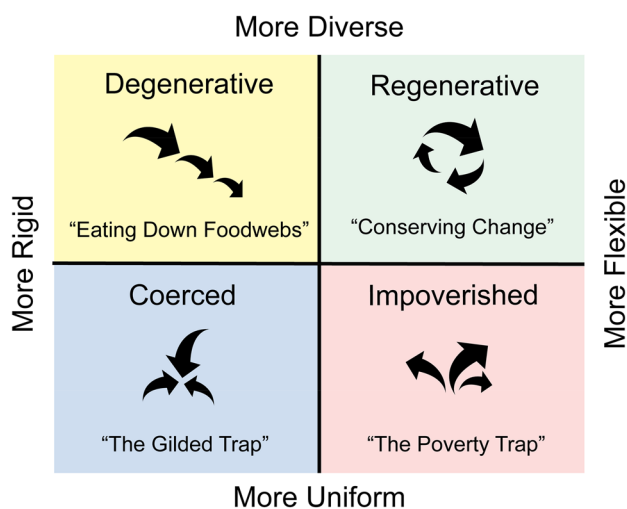 More Diverse
Degenerative
Regenerative
“Eating Down Foodwebs”
“Conserving Change”
More Rigid
More Flexible
Coerced
Impoverished
“The Gilded Trap”
“The Poverty Trap”
More Uniform